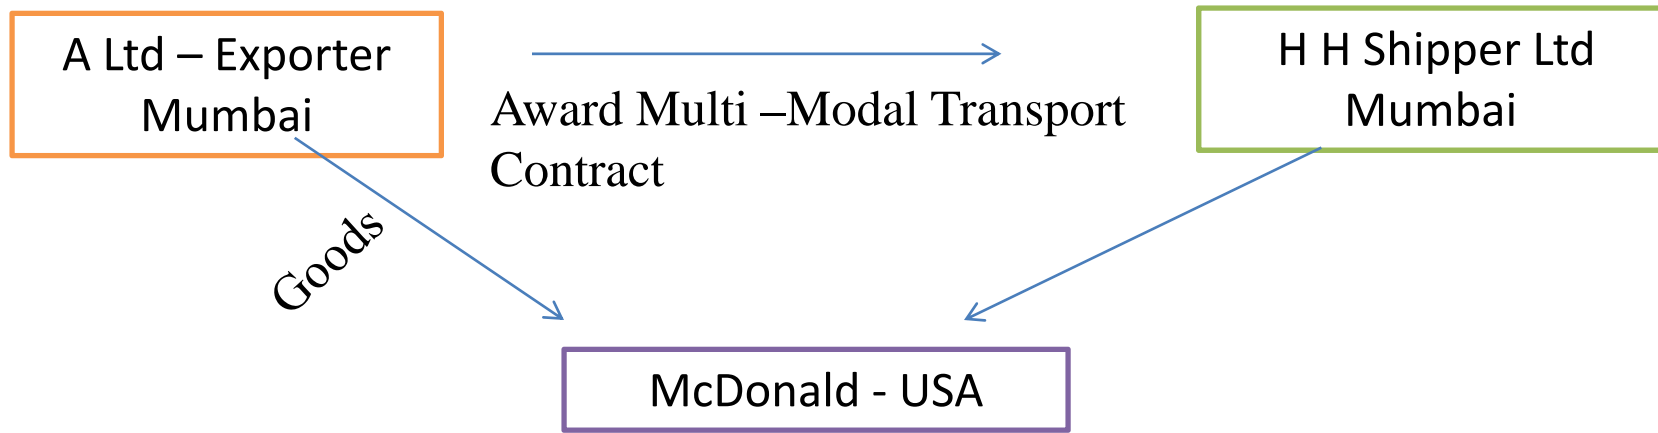 A Ltd – Exporter
Mumbai
Award Multi –Modal Transport
Contract
H H Shipper Ltd
Mumbai
Goods
McDonald - USA